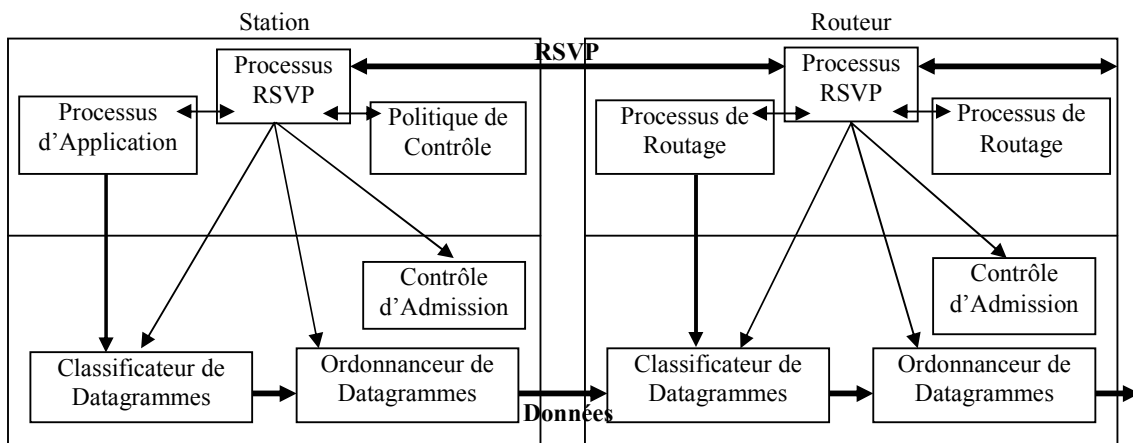 Station
Routeur
RSVP
Processus
RSVP
Processus
RSVP
Processus
d’Application
Politique de
Contrôle
Processus de
Routage
Processus de
Routage
Contrôle
d’Admission
Contrôle
d’Admission
Classificateur de
Datagrammes
Ordonnanceur de
Datagrammes
Classificateur de
Datagrammes
Ordonnanceur de
Datagrammes
Données